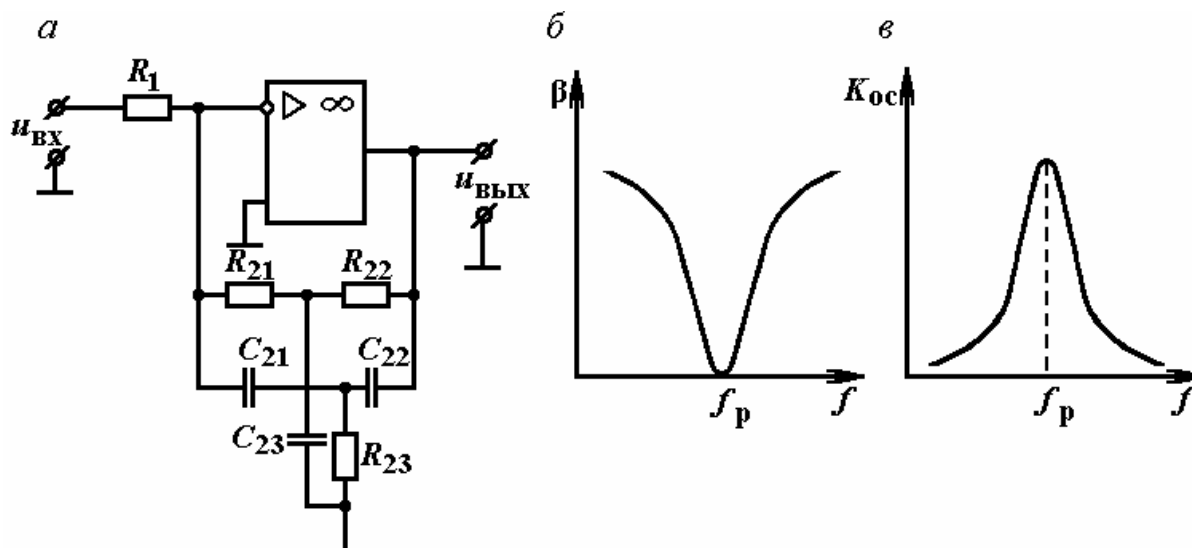 а
R₁
▷ ∞
uвх
uвых
R₂₁
R₂₂
C₂₁
C₂₂
C₂₃
R₂₃
б
β
fр
f
в
Kос
fр
f